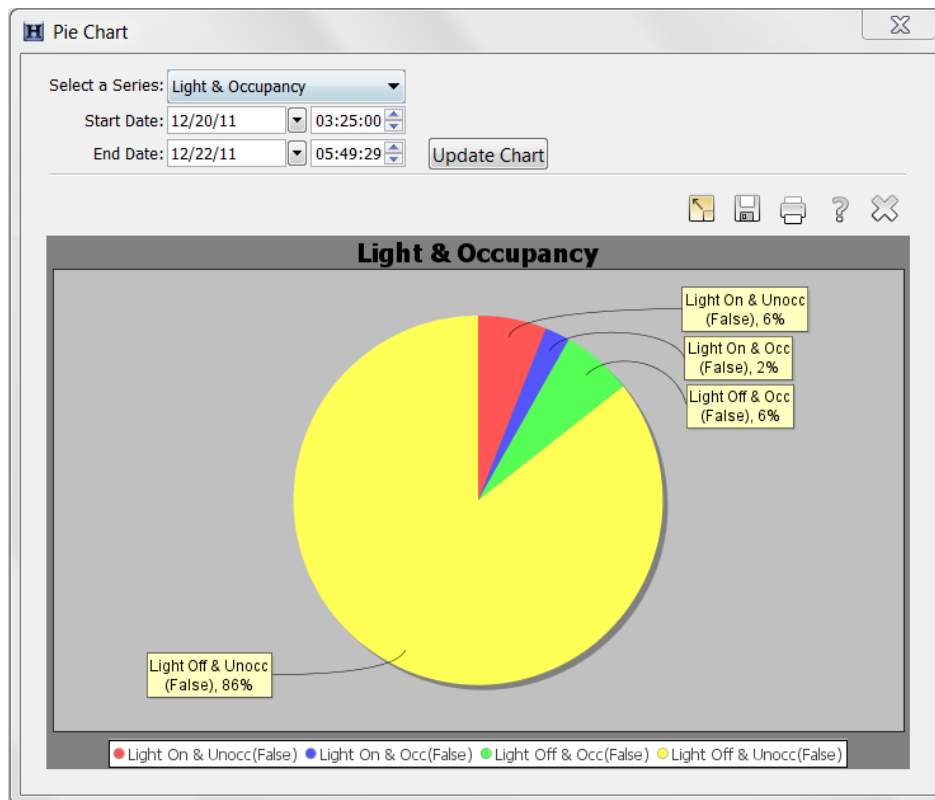 H Pie Chart
Select a Series: Light & Occupancy
Start Date: 12/20/11 03:25:00
End Date: 12/22/11 05:49:29 Update Chart
?
Light & Occupancy
Light On & Unocc
(False), 6%
Light On & Occ
(False), 2%
Light Off & Occ
(False), 6%
Light Off & Unocc
(False), 86%
Light On & Unocc(False) Light On & Occ(False) Light Off & Occ(False) Light Off & Unocc(False)